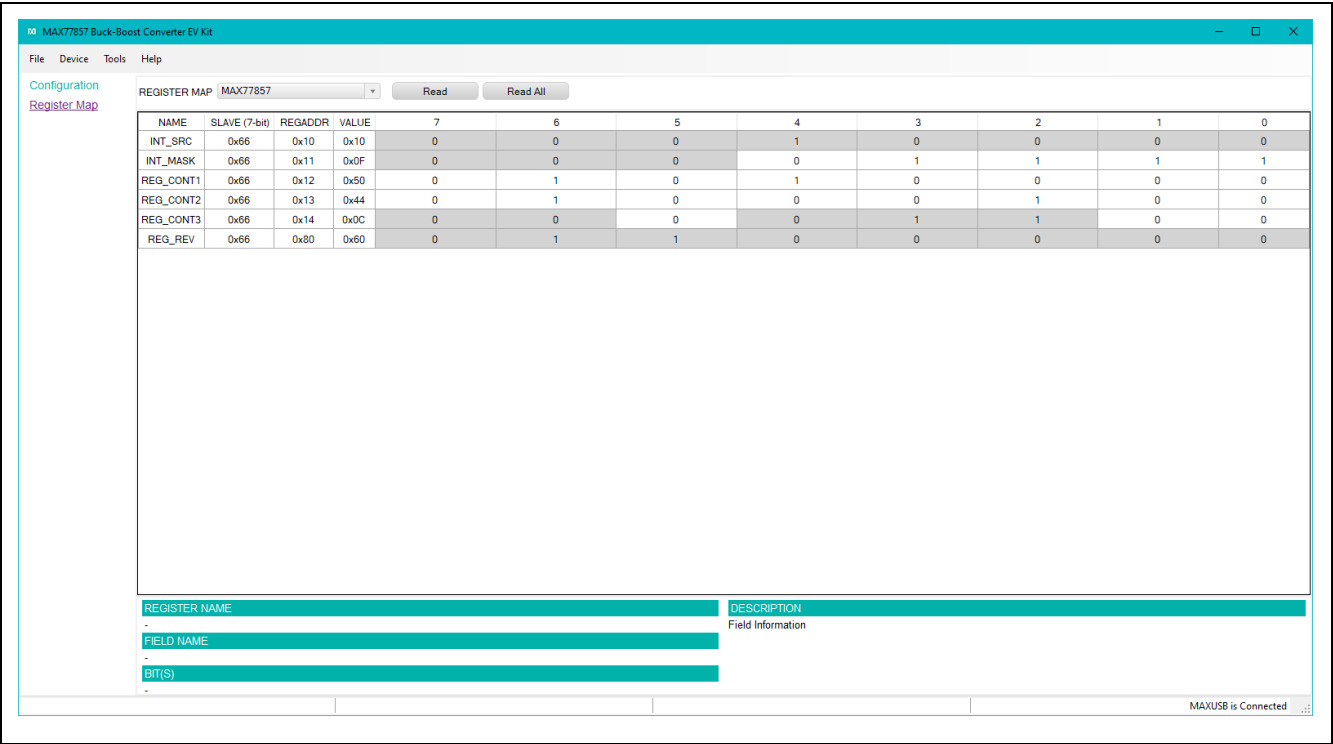 MAX77857 Buck-Boost Converter EV Kit
File Device Tools Help
Configuration
Register Map
REGISTER MAP MAX77857 Read Read All
NAME SLAVE (7-bit) REGADDR VALUE 7 6 5 4 3 2 1 0
INT_SRC 0x66 0x10 0x10 0 0 0 1 0 0 0 0
INT_MASK 0x66 0x11 0x0F 0 0 0 0 1 1 1 1
REG_CONT1 0x66 0x12 0x50 0 1 0 1 0 0 0 0
REG_CONT2 0x66 0x13 0x44 0 1 0 0 0 1 0 0
REG_CONT3 0x66 0x14 0x0C 0 0 0 0 1 1 0 0
REG_REV 0x66 0x80 0x60 0 1 1 0 0 0 0 0
REGISTER NAME
-
FIELD NAME
-
BIT(S)
-
DESCRIPTION
Field Information
MAXUSB is Connected